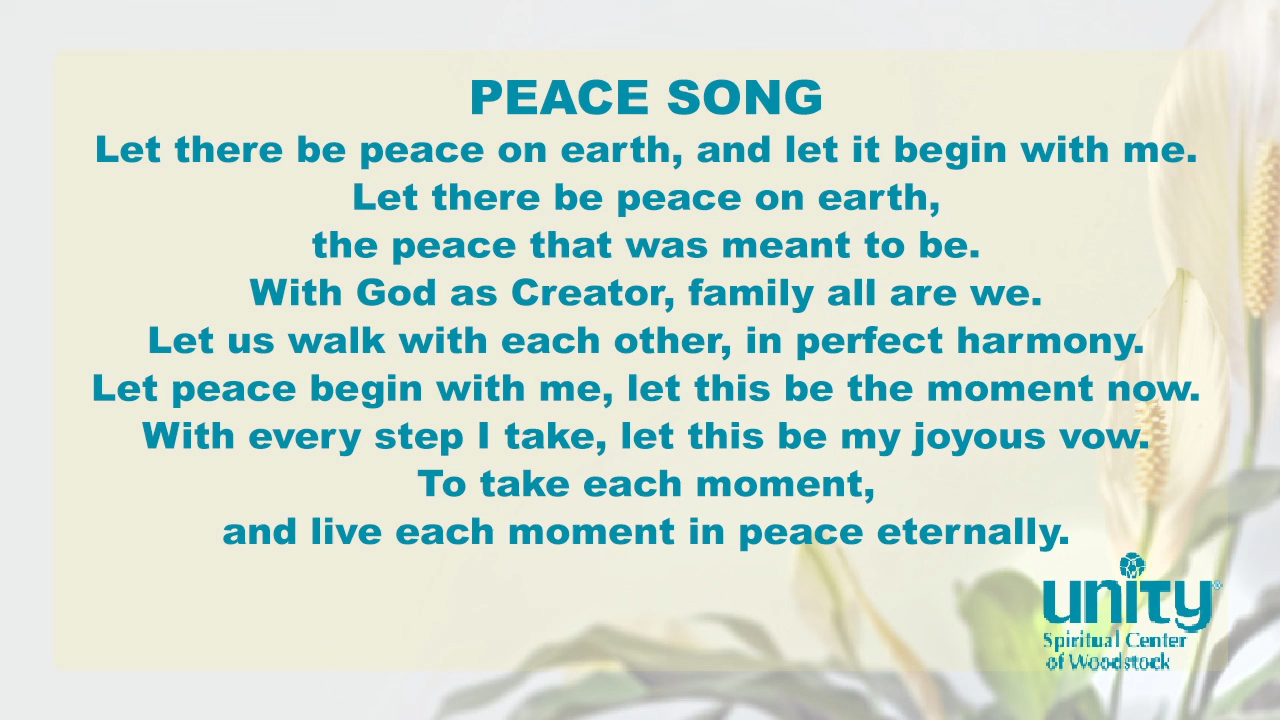 PEACE SONG
Let there be peace on earth, and let it begin with me.
Let there be peace on earth,
the peace that was meant to be.
With God as Creator, family all are we.
Let us walk with each other, in perfect harmony.
Let peace begin with me, let this be the moment now.
With every step I take, let this be my joyous vow.
To take each moment,
and live each moment in peace eternally.
unity®
Spiritual Center
of Woodstock